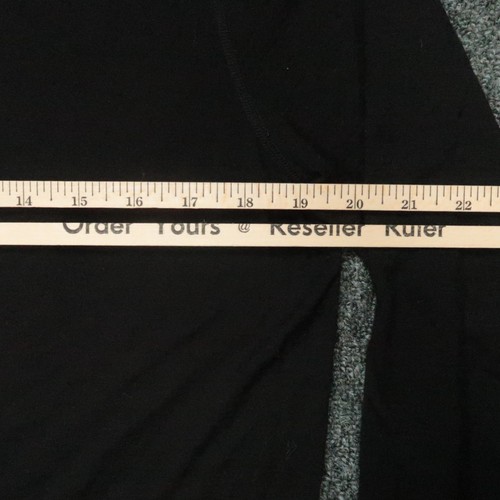 14 15 16 17 18 19 20 21 22
Order Yours @ Reseller Ruler